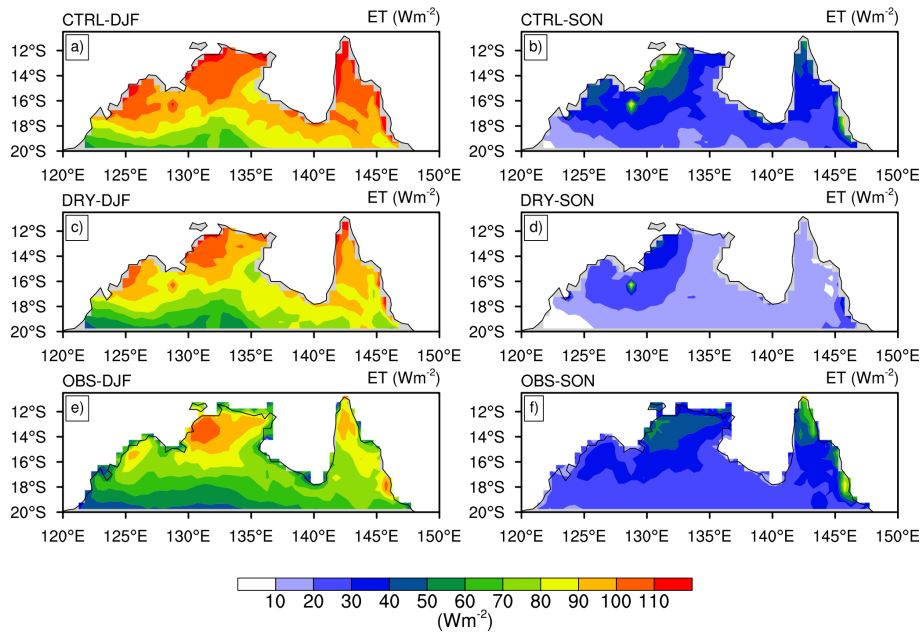 CTRL-DJF ET (Wm-2) CTRL-SON ET (Wm-2)
a) b)
12°S 12°S
14°S 14°S
16°S 16°S
18°S 18°S
20°S 20°S
120°E 125°E 130°E 135°E 140°E 145°E 150°E 120°E 125°E 130°E 135°E 140°E 145°E 150°E
DRY-DJF ET (Wm-2) DRY-SON ET (Wm-2)
c) d)
12°S 12°S
14°S 14°S
16°S 16°S
18°S 18°S
20°S 20°S
120°E 125°E 130°E 135°E 140°E 145°E 150°E 120°E 125°E 130°E 135°E 140°E 145°E 150°E
OBS-DJF ET (Wm-2) OBS-SON ET (Wm-2)
e) f)
12°S 12°S
14°S 14°S
16°S 16°S
18°S 18°S
20°S 20°S
120°E 125°E 130°E 135°E 140°E 145°E 150°E 120°E 125°E 130°E 135°E 140°E 145°E 150°E
10 20 30 40 50 60 70 80 90 100 110
(Wm-2)